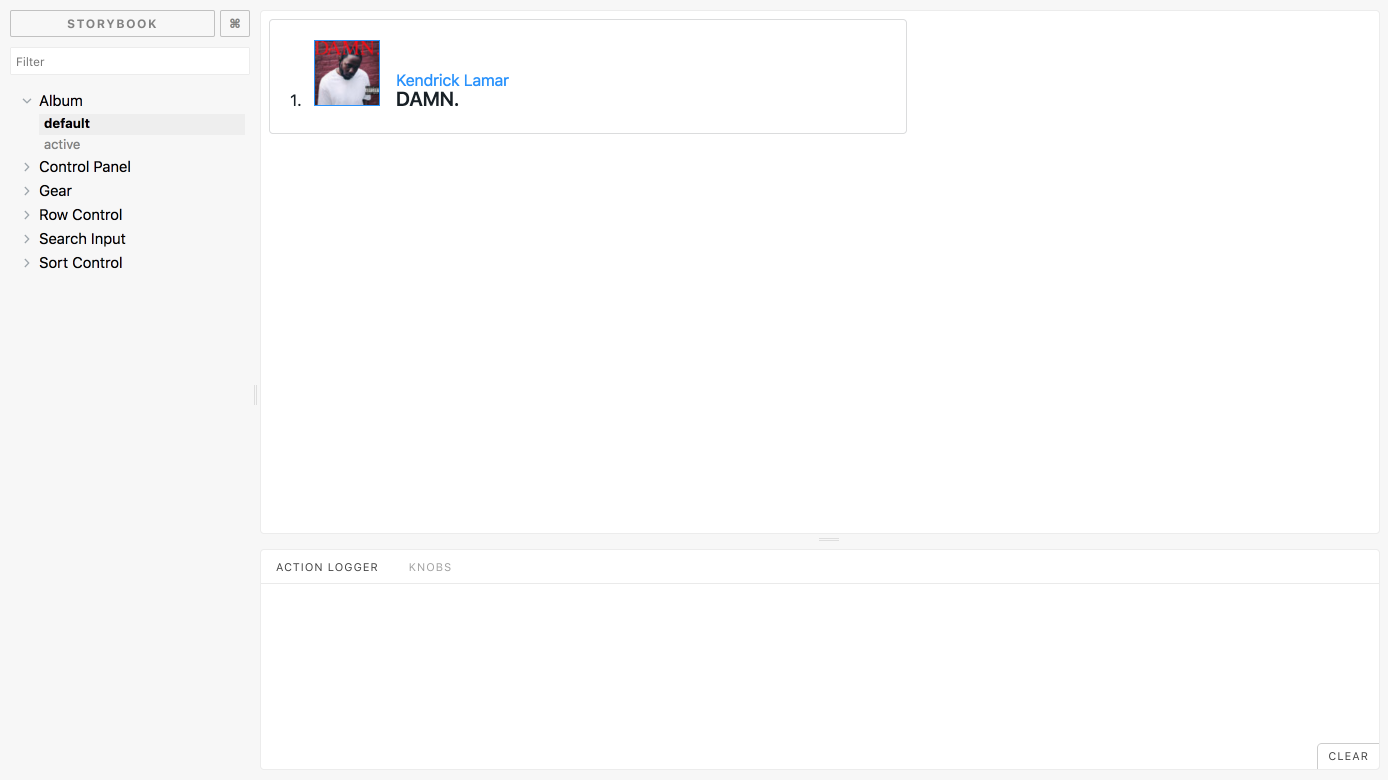 STORYBOOK ⌘
Filter
Album
default
active
Control Panel
Gear
Row Control
Search Input
Sort Control
DAMN.
1.
Kendrick Lamar
DAMN.
ACTION LOGGER KNOBS
CLEAR